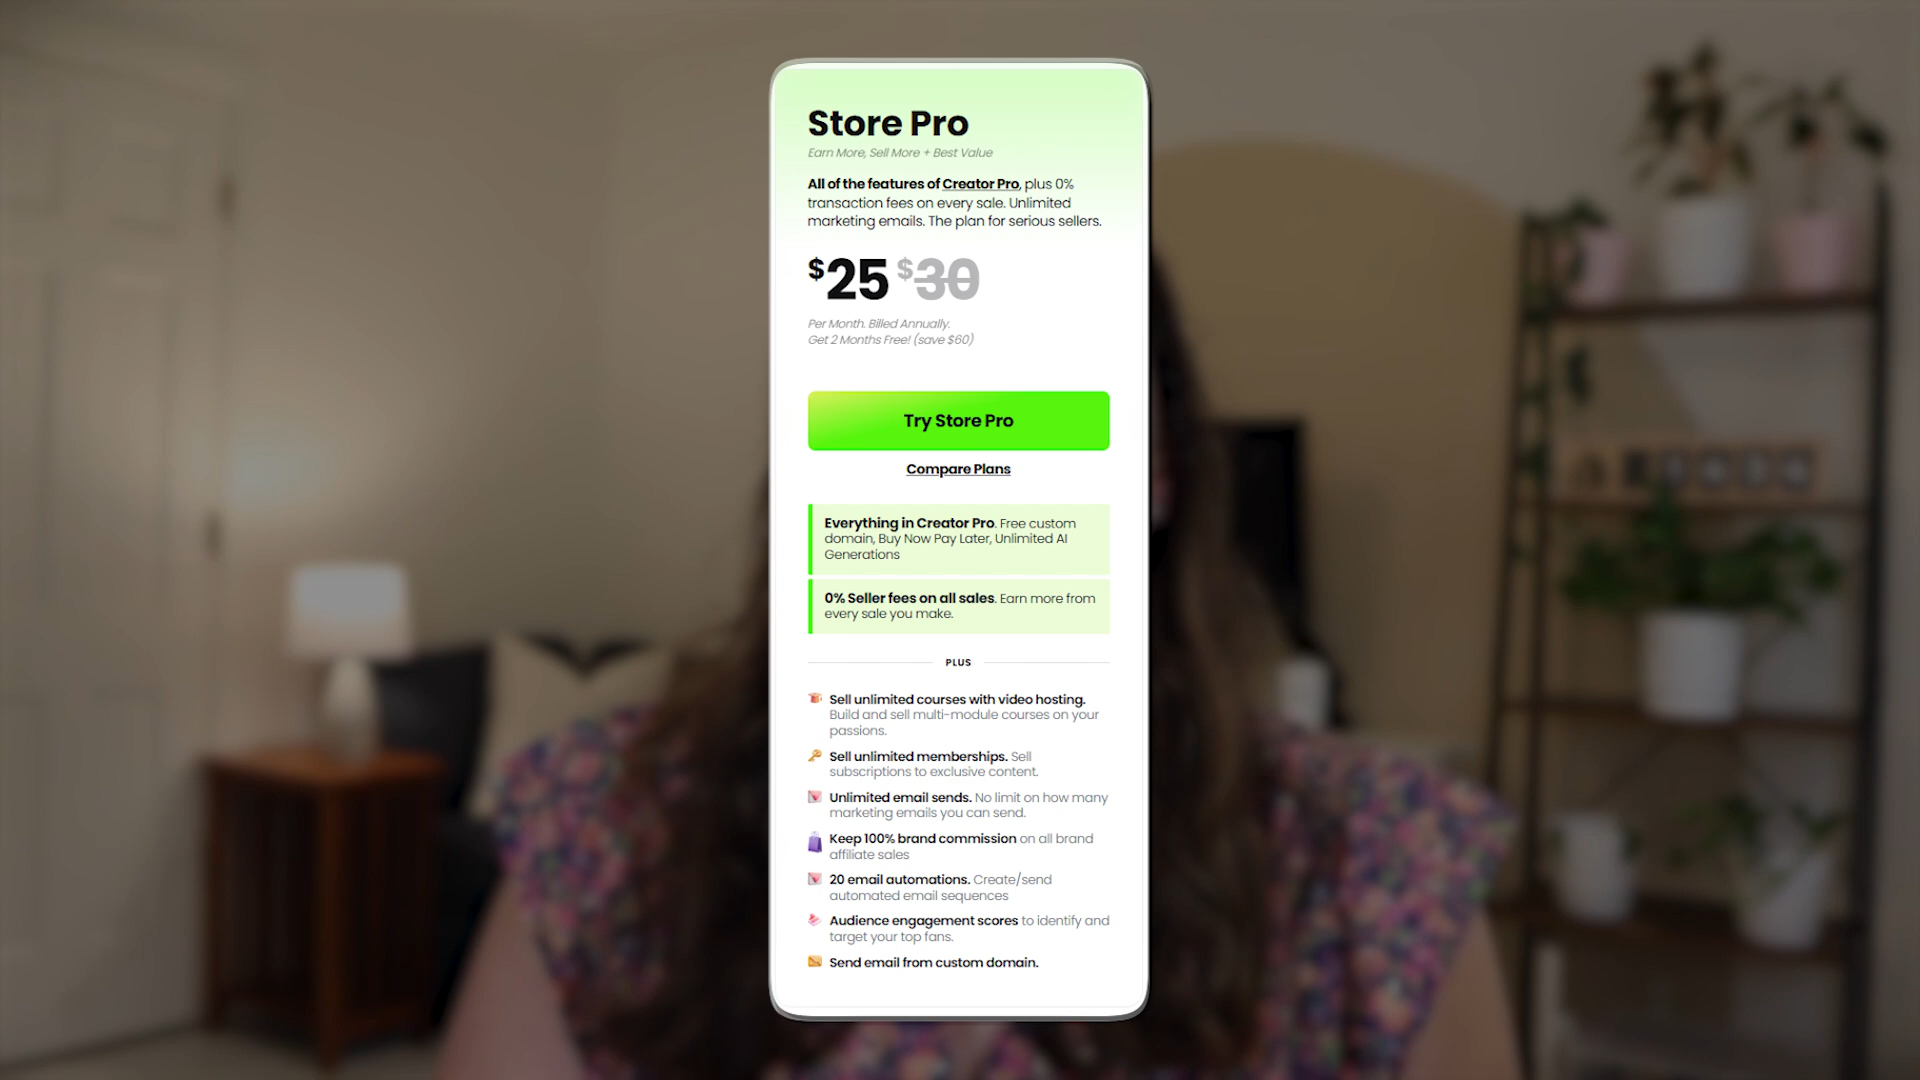 Store Pro
Earn More, Sell More + Best Value
All of the features of Creator Pro, plus 0%
transaction fees on every sale. Unlimited
marketing emails. The plan for serious sellers.
$25 $30
Per Month. Billed Annually.
Get 2 Months Free! (save $60)
Try Store Pro
Compare Plans
Everything in Creator Pro. Free custom
domain, Buy Now Pay Later, Unlimited AI
Generations
0% Seller fees on all sales. Earn more from
every sale you make.
PLUS
Sell unlimited courses with video hosting.
Build and sell multi-module courses on your
passions.
Sell unlimited memberships. Sell
subscriptions to exclusive content.
Unlimited email sends. No limit on how many
marketing emails you can send.
Keep 100% brand commission on all brand
affiliate sales
20 email automations. Create/send
automated email sequences
Audience engagement scores to identify and
target your top fans.
Send email from custom domain.